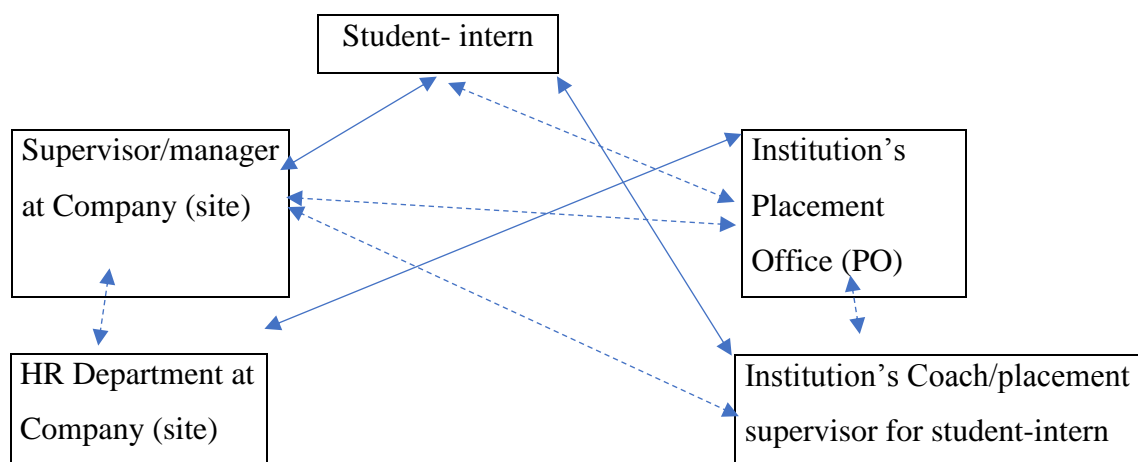 Student- intern
Supervisor/manager
at Company (site)
Institution’s
Placement
Office (PO)
HR Department at
Company (site)
Institution’s Coach/placement
supervisor for student-intern